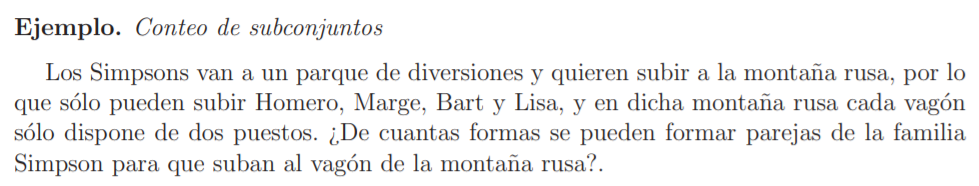 Ejemplo. Conteo de subconjuntos
Los Simpsons van a un parque de diversiones y quieren subir a la montaña rusa, por lo
que sólo pueden subir Homero, Marge, Bart y Lisa, y en dicha montaña rusa cada vagón
sólo dispone de dos puestos. ¿De cuantas formas se pueden formar parejas de la familia
Simpson para que suban al vagón de la montaña rusa?.